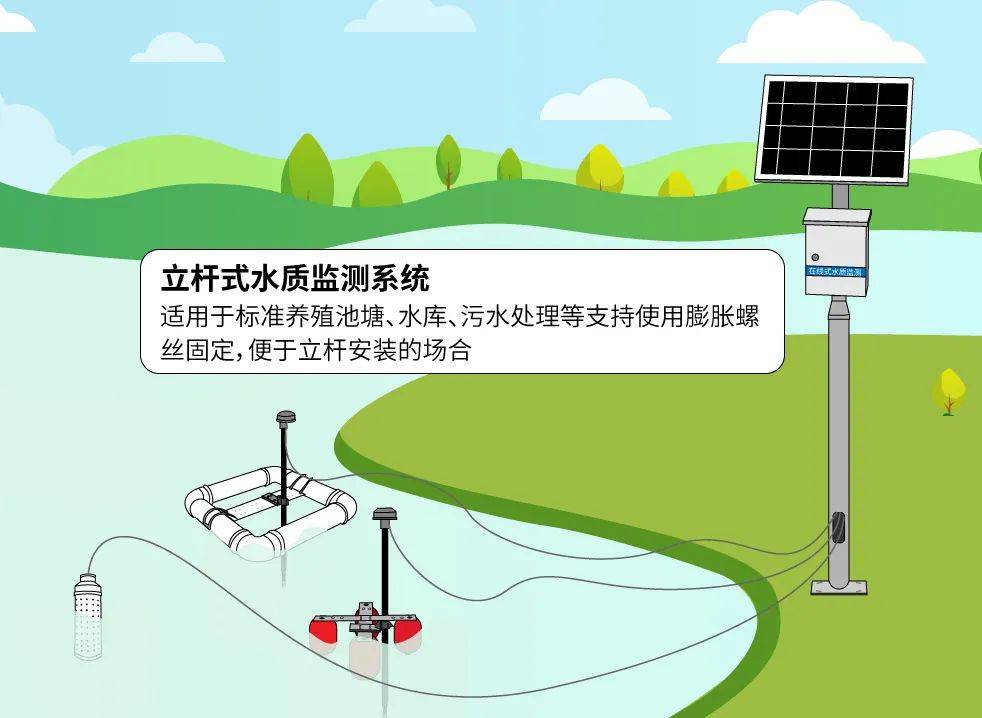 立杆式水质监测系统
适用于标准养殖池塘、水库、污水处理等支持使用膨胀螺
丝固定，便于立杆安装的场合
在线式水质监测